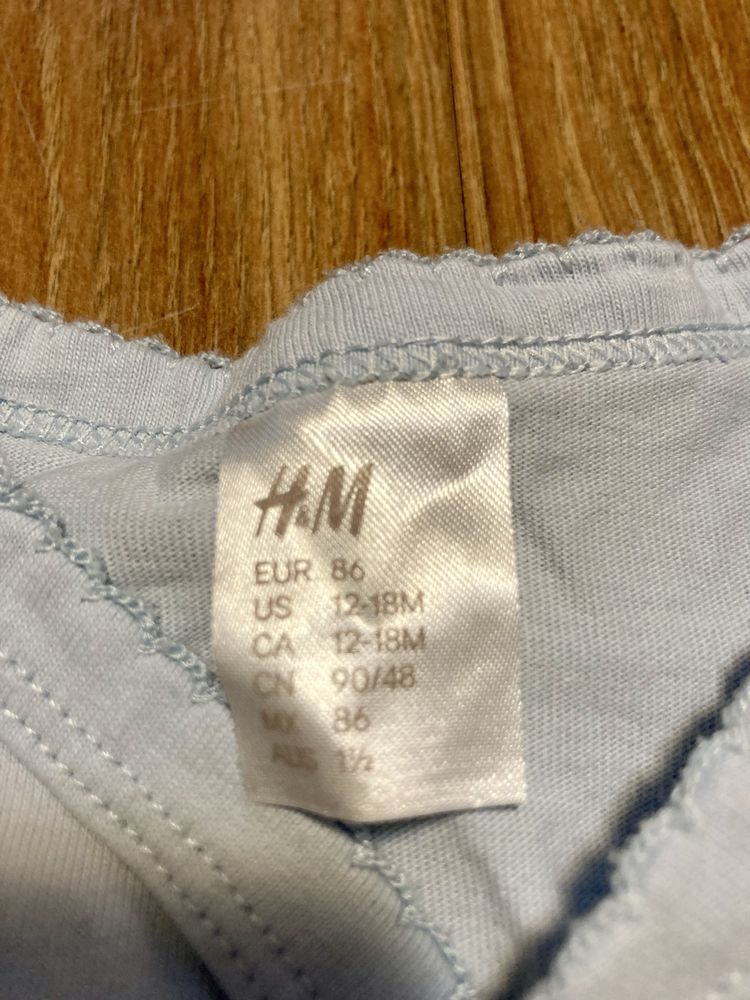 H&M
EUR 86
US 12-18M
CA 12-18M
CN 90/48
MX 86
AUS 1½